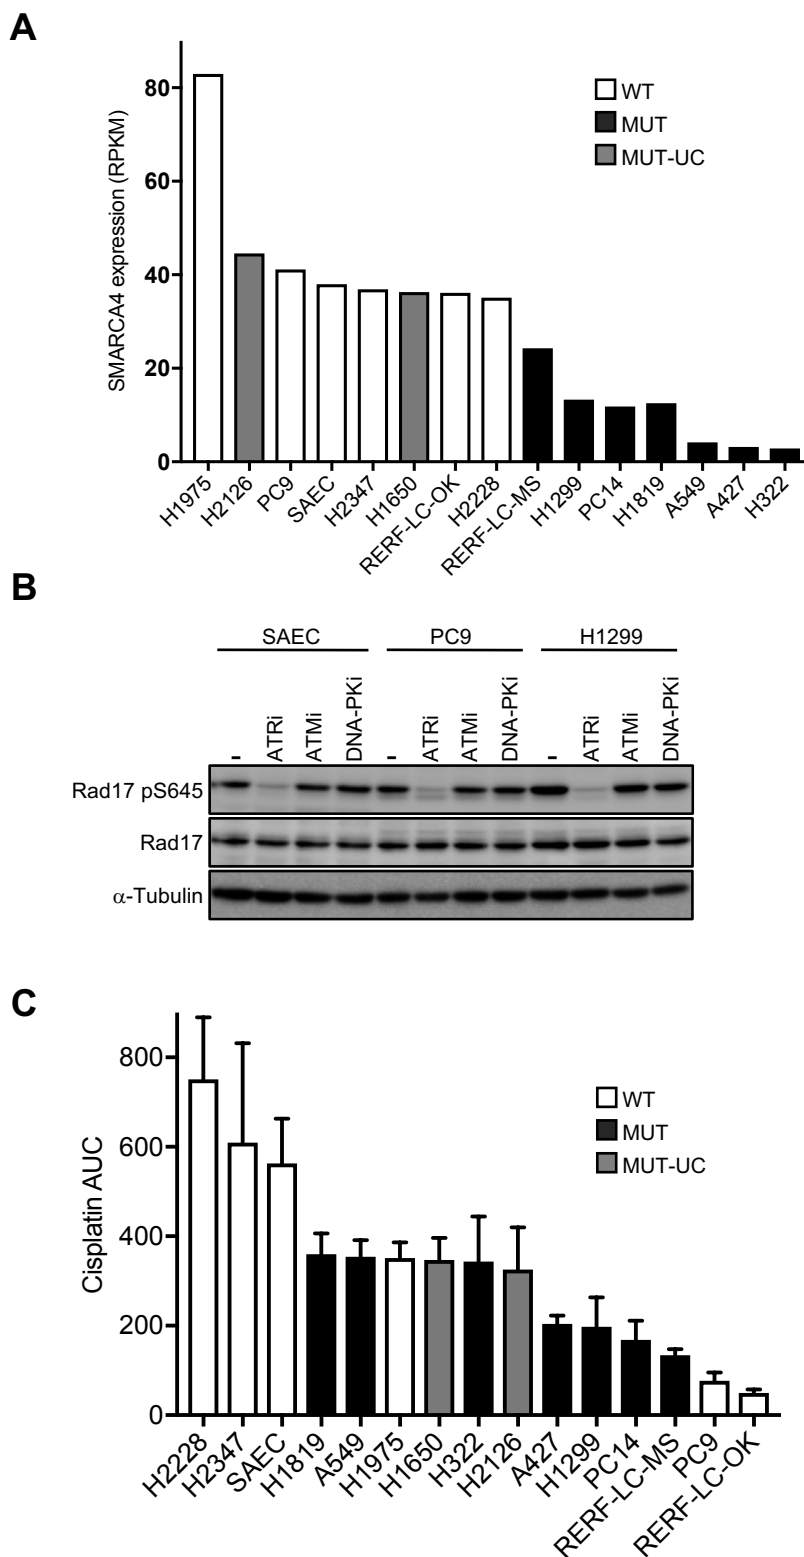 A
SMARCA4 expression (RPKM)
80
60
40
20
0
WT
MUT
MUT-UC
H1975
H2126
PC9
SAEC
H2347
H1650
RERF-LC-OK
H2228
RERF-LC-MS
H1299
PC14
H1819
A549
A427
H322
B
SAEC PC9 H1299
- ATRi ATMi DNA-PKi - ATRi ATMi DNA-PKi - ATRi ATMi DNA-PKi
Rad17 pS645
Rad17
α-Tubulin
C
Cisplatin AUC
800
600
400
200
0
WT
MUT
MUT-UC
H2228
H2347
SAEC
H1819
A549
H1975
H1650
H322
H2126
A427
H1299
PC14
RERF-LC-MS
PC9
RERF-LC-OK